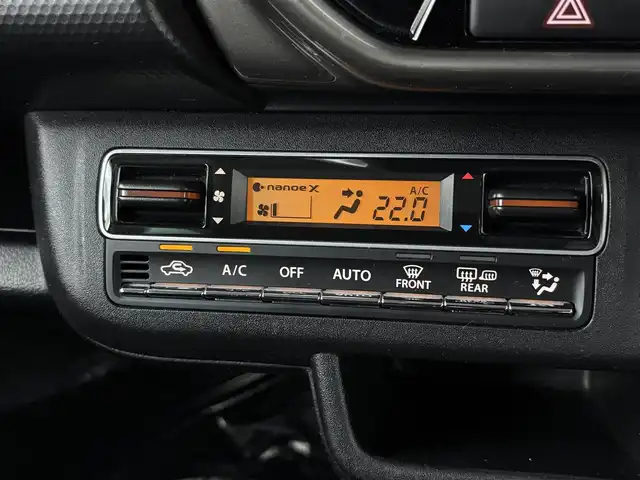 nanoe X
A/C
22.0
A/C
OFF
AUTO
FRONT
REAR